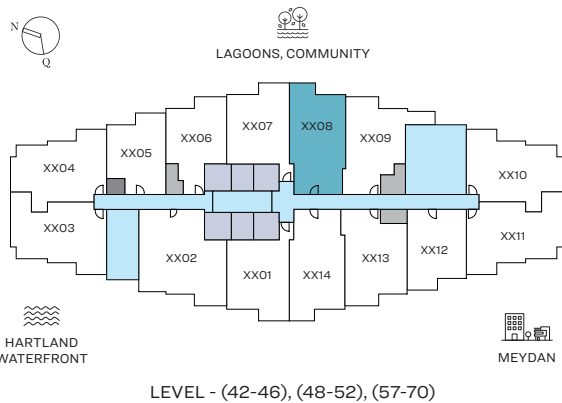 N
Q
LAGOONS, COMMUNITY
XX07
XX08
XX06
XX09
XX05
XX04
XX10
XX03
XX11
XX02
XX12
XX01
XX14
XX13
HARTLAND
WATERFRONT
MEYDAN
LEVEL - (42-46), (48-52), (57-70)